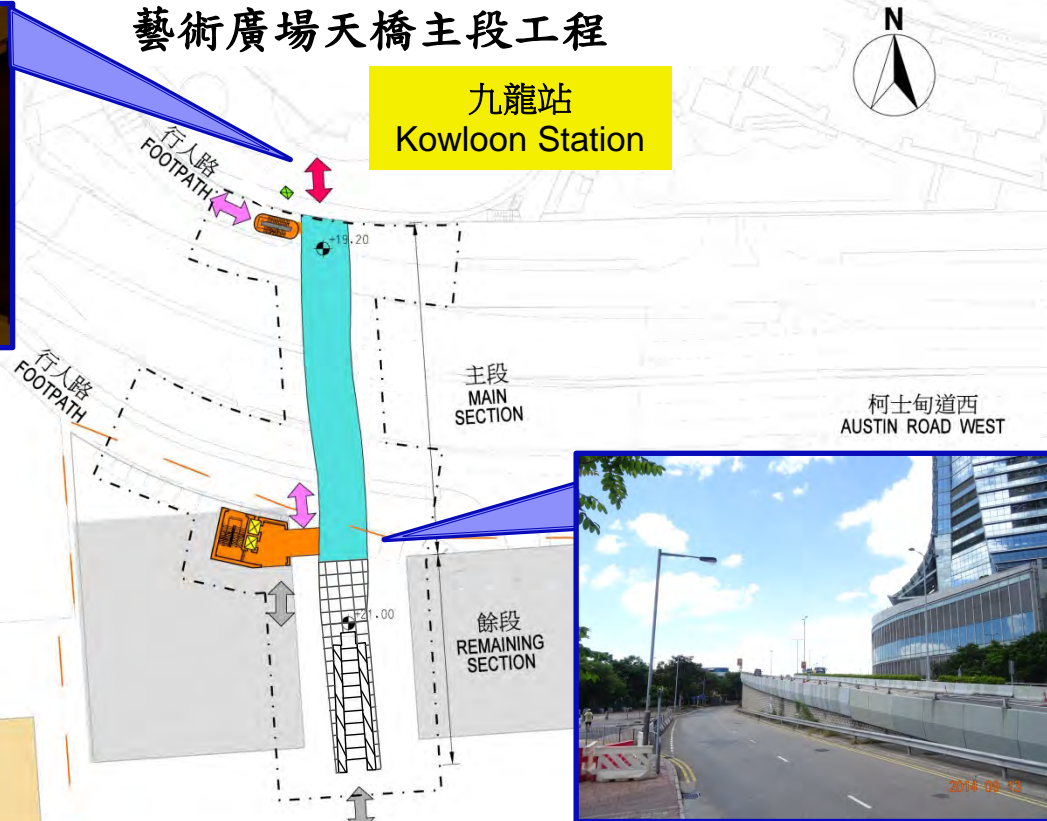 藝術廣場天橋主段工程
N
九龍站
Kowloon Station
行人路
FOOTPATH
+19.20
行人路
FOOTPATH
主段
MAIN
SECTION
柯士甸道西
AUSTIN ROAD WEST
+21.00
餘段
REMAINING
SECTION
2014 09 13